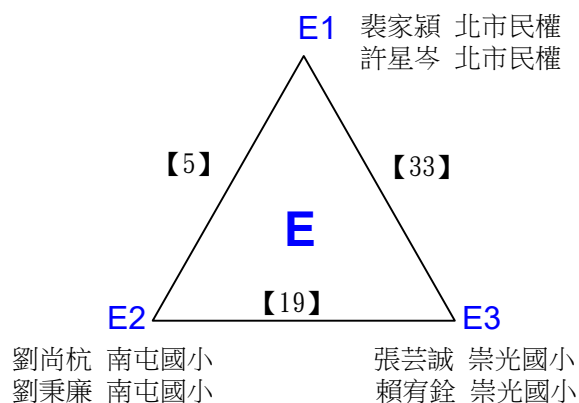 E1 裴家穎 北市民權
許星岑 北市民權
【5】 【33】
E
E2 【19】 E3
劉尚杭 南屯國小 張芸誠 崇光國小
劉秉廉 南屯國小 賴宥銓 崇光國小